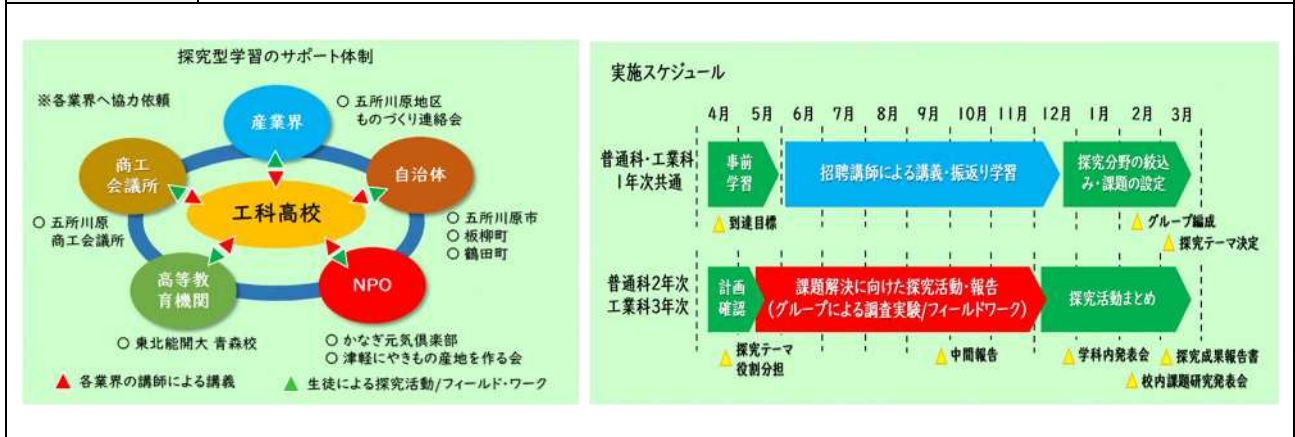 探究型学習のサポート体制
※各業界へ協力依頼
産業界
○ 五所川原地区
ものづくり連絡会
商工
会議所
自治体
工科高校
○ 五所川原
商工会議所
○ 五所川原市
○ 板柳町
○ 鶴田町
高等教
育機関
NPO
○ 東北能開大 青森校
○ かなぎ元気倶楽部
○ 津軽にやきもの産地を作る会
▲ 各業界の講師による講義
▲ 生徒による探究活動/フィールド・ワーク
実施スケジュール
4月 5月 6月 7月 8月 9月 10月 11月 12月 1月 2月 3月
普通科・工業科
1年次共通
事前
学習
招聘講師による講義・振返り学習
探究分野の絞込
み・課題の設定
到達目標
グループ編成
探究テーマ決定
普通科2年次
工業科3年次
計画
確認
課題解決に向けた探究活動・報告
(グループによる調査実験/フィールドワーク)
探究活動まとめ
探究テーマ
役割分担
中間報告
学科内発表会
探究成果報告書
校内課題研究発表会